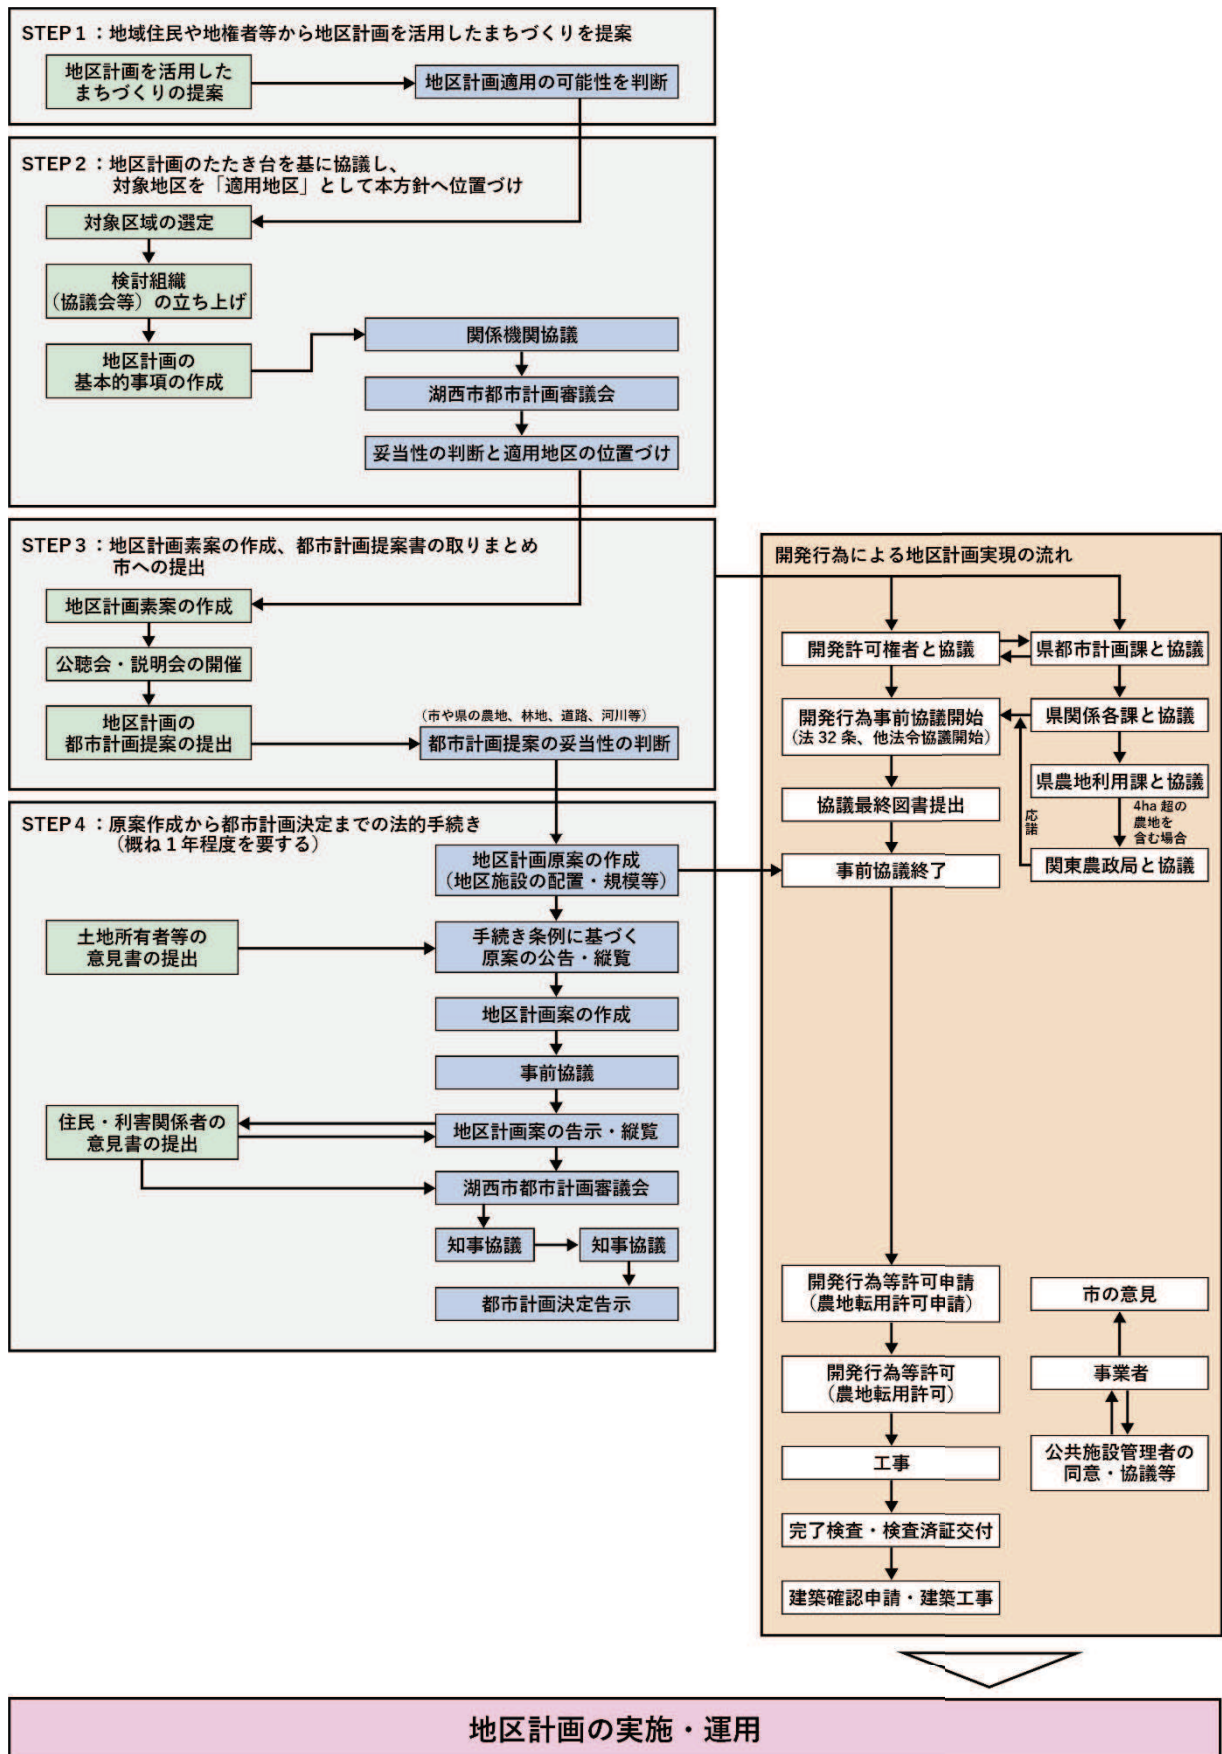 STEP1：地域住民や地権者等から地区計画を活用したまちづくりを提案
地区計画を活用した
まちづくりの提案
地区計画適用の可能性を判断
STEP2：地区計画のたたき台を基に協議し、
対象地区を「適用地区」として本方針へ位置づけ
対象区域の選定
検討組織
（協議会等）の立ち上げ
地区計画の
基本的事項の作成
関係機関協議
湖西市都市計画審議会
妥当性の判断と適用地区の位置づけ
STEP3：地区計画素案の作成、都市計画提案書の取りまとめ
市への提出
地区計画素案の作成
公聴会・説明会の開催
地区計画の
都市計画提案の提出
（市や県の農地、林地、道路、河川等）
都市計画提案の妥当性の判断
STEP4：原案作成から都市計画決定までの法的手続き
（概ね1年程度を要する）
地区計画原案の作成
（地区施設の配置・規模等）
土地所有者等の
意見書の提出
手続き条例に基づく
原案の公告・縦覧
地区計画案の作成
事前協議
住民・利害関係者の
意見書の提出
地区計画案の告示・縦覧
湖西市都市計画審議会
知事協議
知事協議
都市計画決定告示
開発行為による地区計画実現の流れ
開発許可権者と協議
県都市計画課と協議
開発行為事前協議開始
（法32条、他法令協議開始）
県関係各課と協議
県農地利用課と協議
協議最終図書提出
応諾
4ha超の
農地を
含む場合
事前協議終了
関東農政局と協議
開発行為等許可申請
（農地転用許可申請）
市の意見
開発行為等許可
（農地転用許可）
事業者
工事
公共施設管理者の
同意・協議等
完了検査・検査済証交付
建築確認申請・建築工事
地区計画の実施・運用